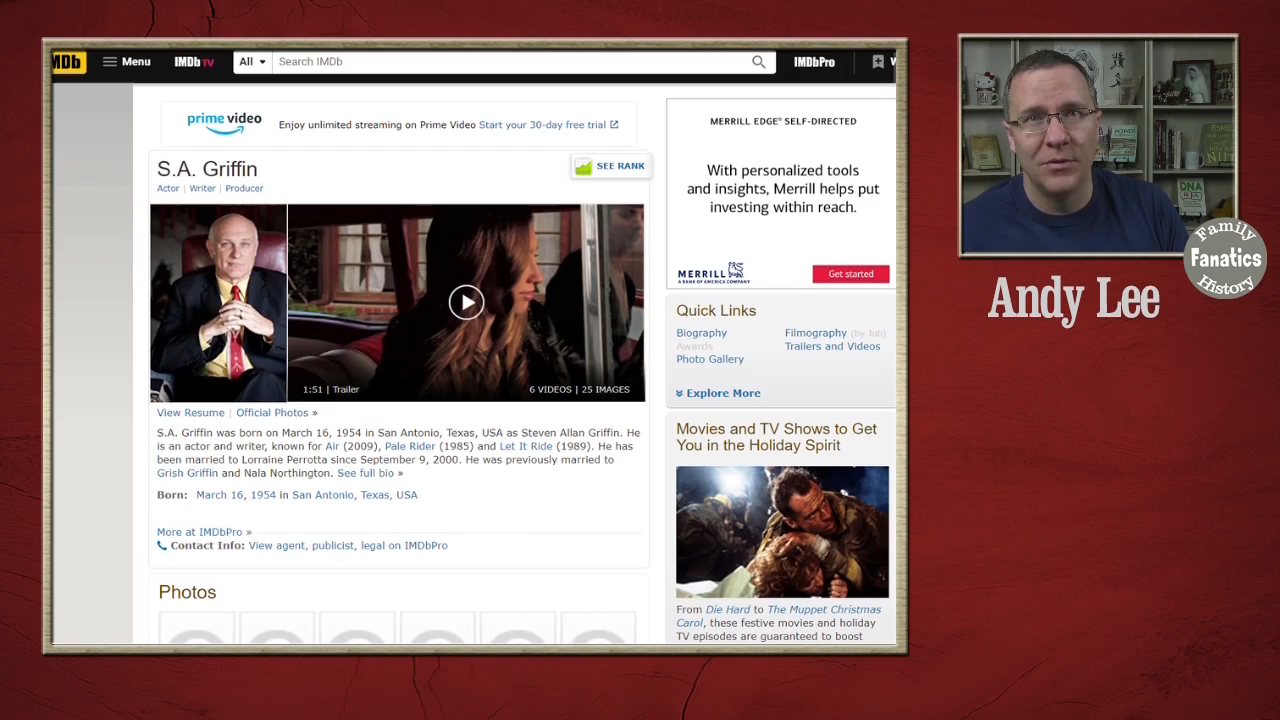 MDb
Menu
IMDb TV
All
Search IMDb
IMDbPro
prime video
Enjoy unlimited streaming on Prime Video Start your 30-day free trial
S.A. Griffin
SEE RANK
Actor | Writer | Producer
1:51 | Trailer
6 VIDEOS | 25 IMAGES
View Resume | Official Photos »
S.A. Griffin was born on March 16, 1954 in San Antonio, Texas, USA as Steven Allan Griffin. He
is an actor and writer, known for Air (2009), Pale Rider (1985) and Let It Ride (1989). He has
been married to Lorraine Perrotta since September 9, 2000. He was previously married to
Grish Griffin and Nala Northington. See full bio »
Born: March 16, 1954 in San Antonio, Texas, USA
More at IMDbPro »
Contact Info: View agent, publicist, legal on IMDbPro
Photos
MERRILL EDGE® SELF-DIRECTED
With personalized tools
and insights, Merrill helps put
investing within reach.
MERRILL
A BANK OF AMERICA COMPANY
Get started
Quick Links
Biography
Awards
Photo Gallery
Filmography (by Job)
Trailers and Videos
Explore More
Movies and TV Shows to Get
You in the Holiday Spirit
From Die Hard to The Muppet Christmas
Carol, these festive movies and holiday
TV episodes are guaranteed to boost
POWER
DNA
Family
Fanatics
History
Andy Lee